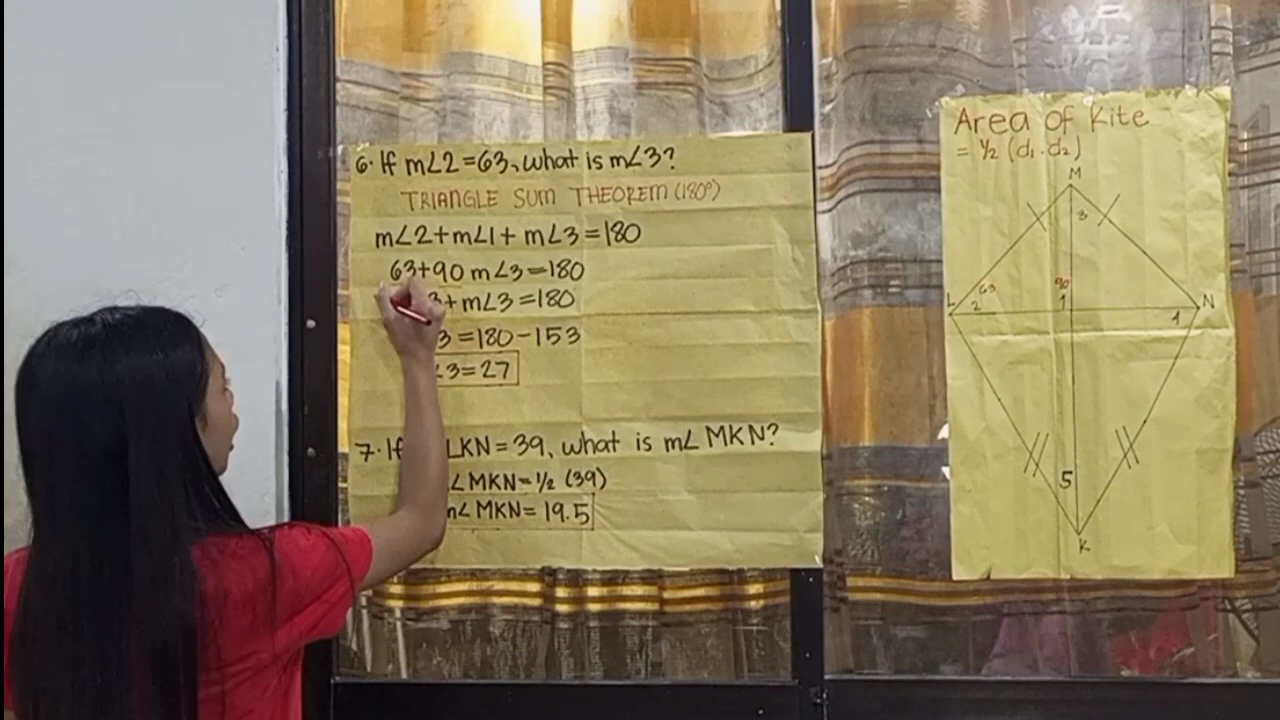 6. If m∠2 = 63, what is m∠3?
TRIANGLE SUM THEOREM (180°)
m∠2 + m∠1 + m∠3 = 180
63 + 90 m∠3 = 180
3 + m∠3 = 180
3 = 180 - 153
∠3 = 27
7. If LKN = 39, what is m∠MKN?
∠MKN = 1/2 (39)
m∠MKN = 19.5
Area of Kite
= 1/2 (d₁ . d₂)
M
3
63
90
L
2
1
1
N
5
K